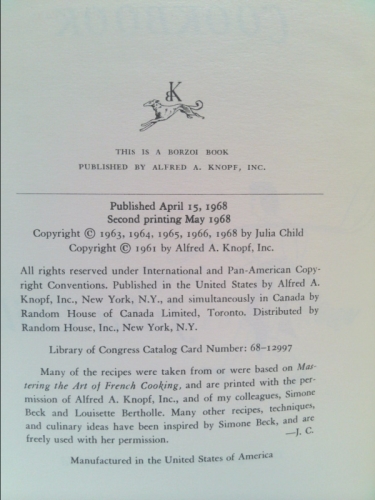 COOKBOOK
K
THIS IS A BORZOI BOOK
PUBLISHED BY ALFRED A. KNOPF, INC.
Published April 15, 1968
Second printing May 1968
Copyright © 1963, 1964, 1965, 1966, 1968 by Julia Child
Copyright © 1961 by Alfred A. Knopf, Inc.
All rights reserved under International and Pan-American Copy-
right Conventions. Published in the United States by Alfred A.
Knopf, Inc., New York, N.Y., and simultaneously in Canada by
Random House of Canada Limited, Toronto. Distributed by
Random House, Inc., New York, N.Y.
Library of Congress Catalog Card Number: 68-12997
Many of the recipes were taken from or were based on Mas-
tering the Art of French Cooking, and are printed with the per-
mission of Alfred A. Knopf, Inc., and of my colleagues, Simone
Beck and Louisette Bertholle. Many other recipes, techniques,
and culinary ideas have been inspired by Simone Beck, and are
freely used with her permission. —J. C.
Manufactured in the United States of America